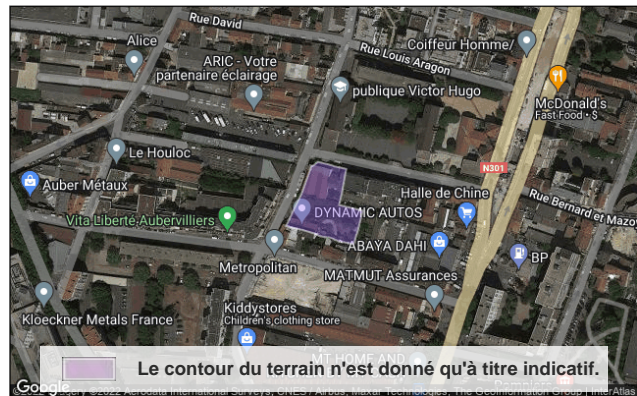 Rue David
Alice
Coiffeur Homme/
Rue Louis Aragon
ARIC - Votre
partenaire éclairage
publique Victor Hugo
McDonald's
Fast Food • $
Le Houloc
N301
Auber Métaux
Halle de Chine
Rue Bernard et Mazoy
Vita Liberté Aubervilliers
DYNAMIC AUTOS
ABAYA DAHI
BP
Metropolitan
MATMUT Assurances
Kloeckner Metals France
Kiddystores
Children's clothing store
MT HOME AND
Le contour du terrain n'est donné qu'à titre indicatif.
Google
©2022 Aerodata International Surveys, CNES / Airbus, Maxar Technologies, The GeoInformation Group | InterAtlas